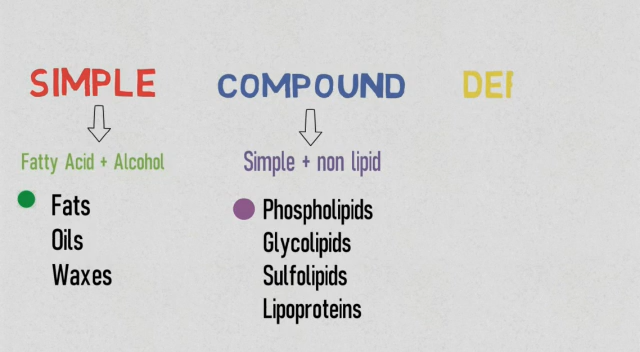 SIMPLE
Fatty Acid + Alcohol
Fats
Oils
Waxes
COMPOUND
Simple + non lipid
Phospholipids
Glycolipids
Sulfolipids
Lipoproteins